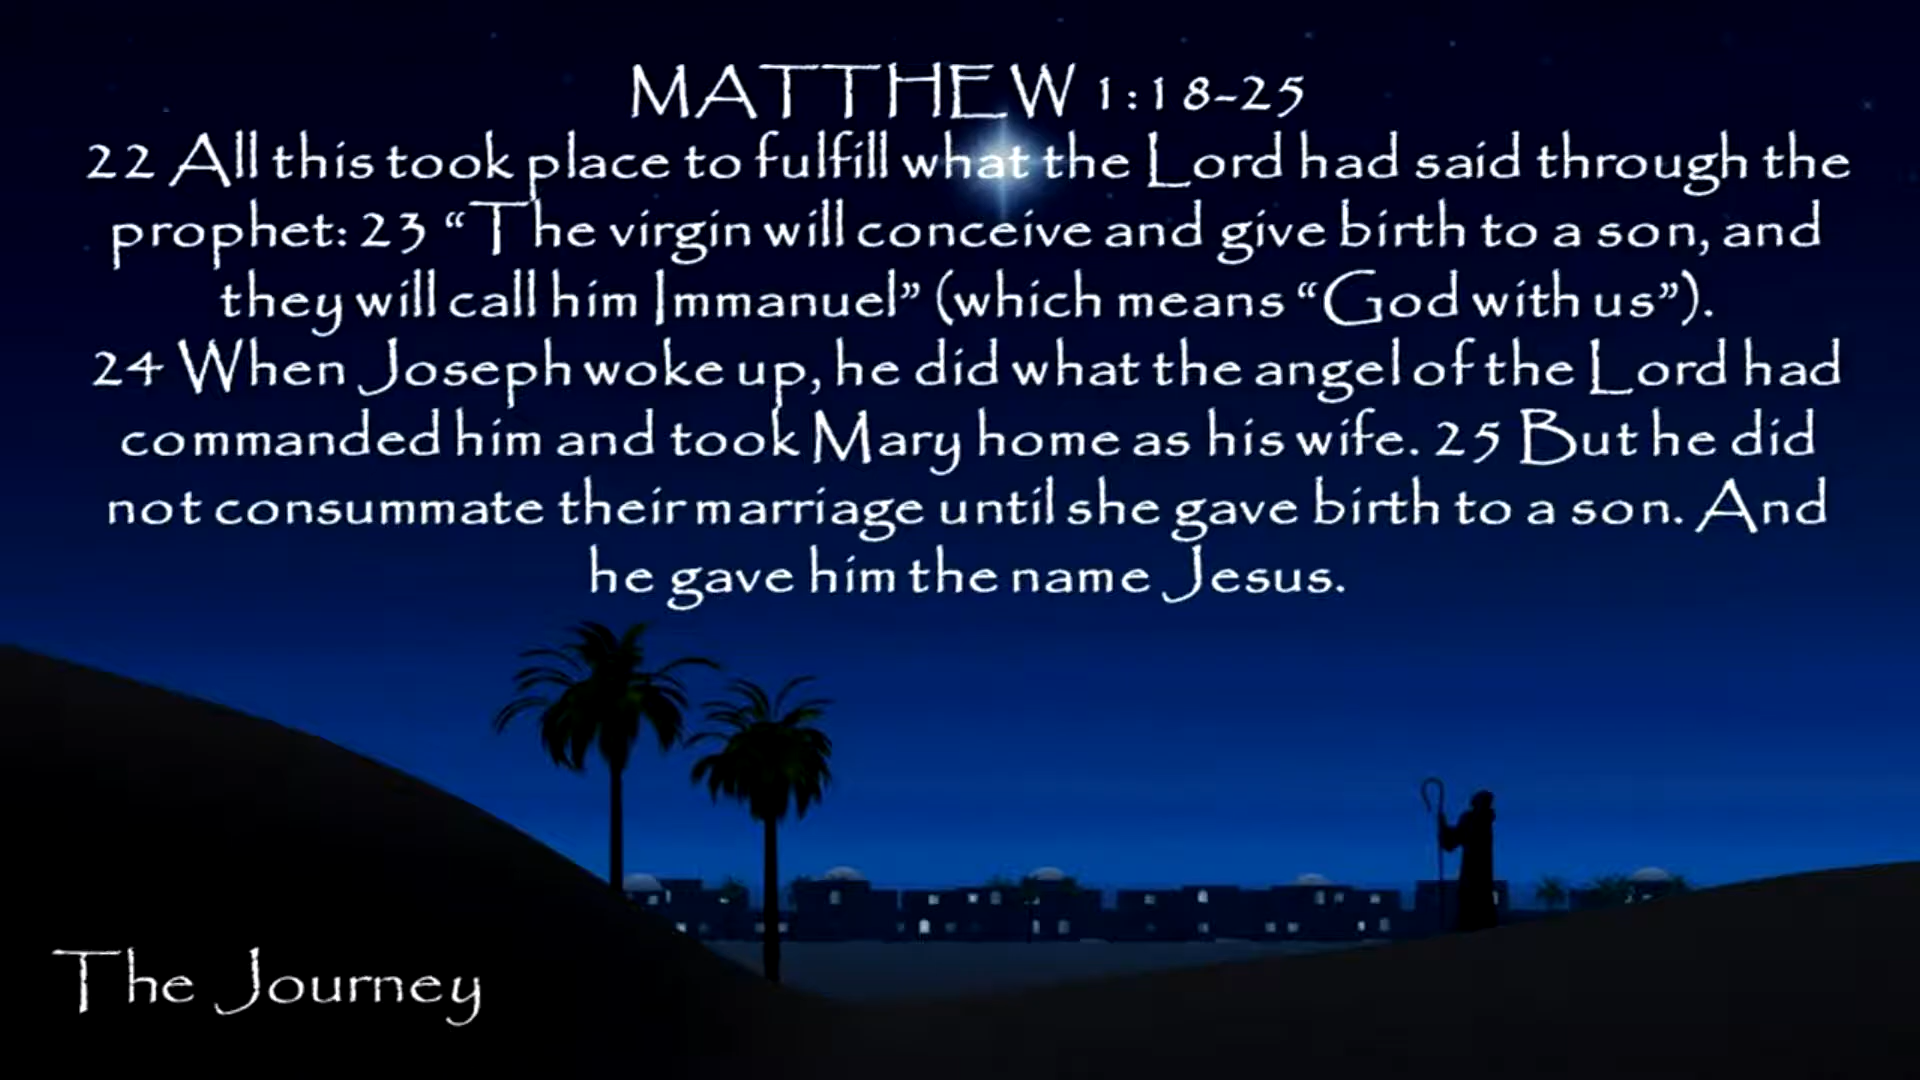 MATTHEW 1:18-25
22 All this took place to fulfill what the Lord had said through the
prophet: 23 “The virgin will conceive and give birth to a son, and
they will call him Immanuel” (which means “God with us”).
24 When Joseph woke up, he did what the angel of the Lord had
commanded him and took Mary home as his wife. 25 But he did
not consummate their marriage until she gave birth to a son. And
he gave him the name Jesus.
The Journey